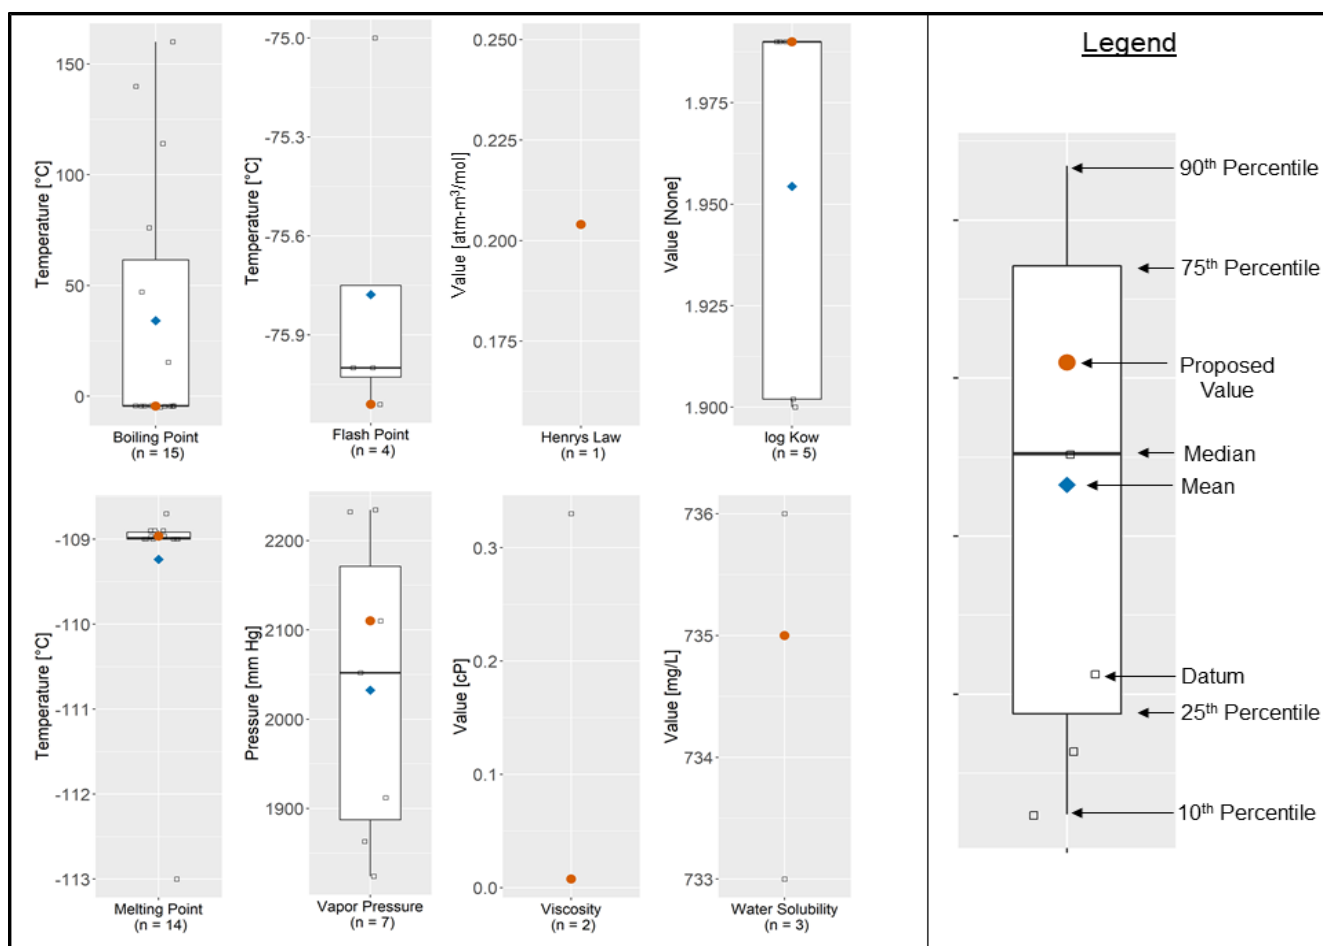 150
100
50
0
Temperature [°C]
Boiling Point
(n = 15)
-75.0
-75.3
-75.6
-75.9
Temperature [°C]
Flash Point
(n = 4)
0.250
0.225
0.200
0.175
Value [atm-m³/mol]
Henrys Law
(n = 1)
1.975
1.950
1.925
1.900
Value [None]
log Kow
(n = 5)
-109
-110
-111
-112
-113
Temperature [°C]
Melting Point
(n = 14)
2200
2100
2000
1900
Pressure [mm Hg]
Vapor Pressure
(n = 7)
0.3
0.2
0.1
0.0
Value [cP]
Viscosity
(n = 2)
736
735
734
733
Value [mg/L]
Water Solubility
(n = 3)
Legend
90th Percentile
75th Percentile
Proposed
Value
Median
Mean
Datum
25th Percentile
10th Percentile